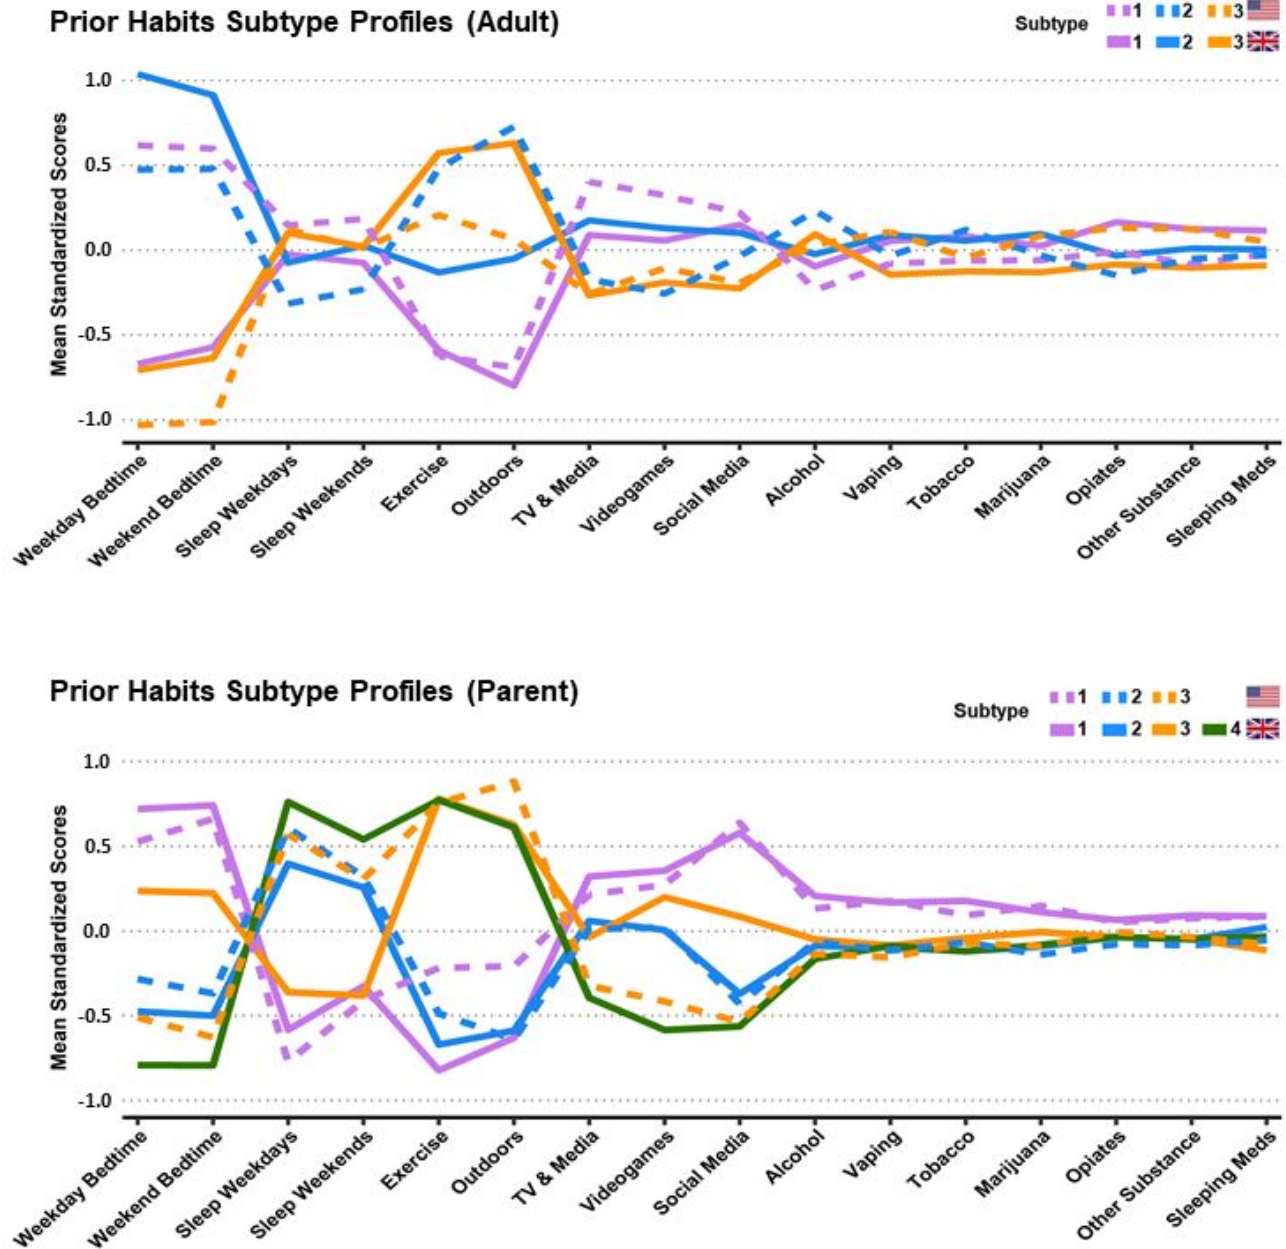 Prior Habits Subtype Profiles (Adult)
Subtype
1 2 3
1 2 3
Mean Standardized Scores
1.0
0.5
0.0
-0.5
-1.0
Weekday Bedtime
Weekend Bedtime
Sleep Weekdays
Sleep Weekends
Exercise
Outdoors
TV & Media
Videogames
Social Media
Alcohol
Vaping
Tobacco
Marijuana
Opiates
Other Substance
Sleeping Meds
Prior Habits Subtype Profiles (Parent)
Subtype
1 2 3
1 2 3 4
Mean Standardized Scores
1.0
0.5
0.0
-0.5
-1.0
Weekday Bedtime
Weekend Bedtime
Sleep Weekdays
Sleep Weekends
Exercise
Outdoors
TV & Media
Videogames
Social Media
Alcohol
Vaping
Tobacco
Marijuana
Opiates
Other Substance
Sleeping Meds